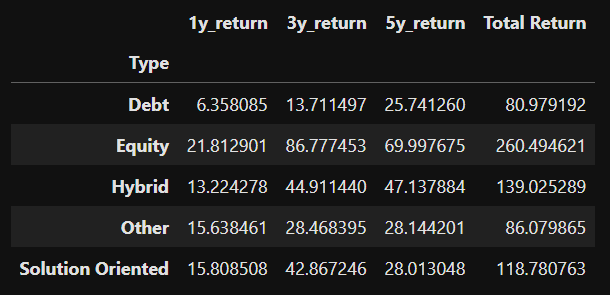 1y_return 3y_return 5y_return Total Return
Type
Debt 6.358085 13.711497 25.741260 80.979192
Equity 21.812901 86.777453 69.997675 260.494621
Hybrid 13.224278 44.911440 47.137884 139.025289
Other 15.638461 28.468395 28.144201 86.079865
Solution Oriented 15.808508 42.867246 28.013048 118.780763